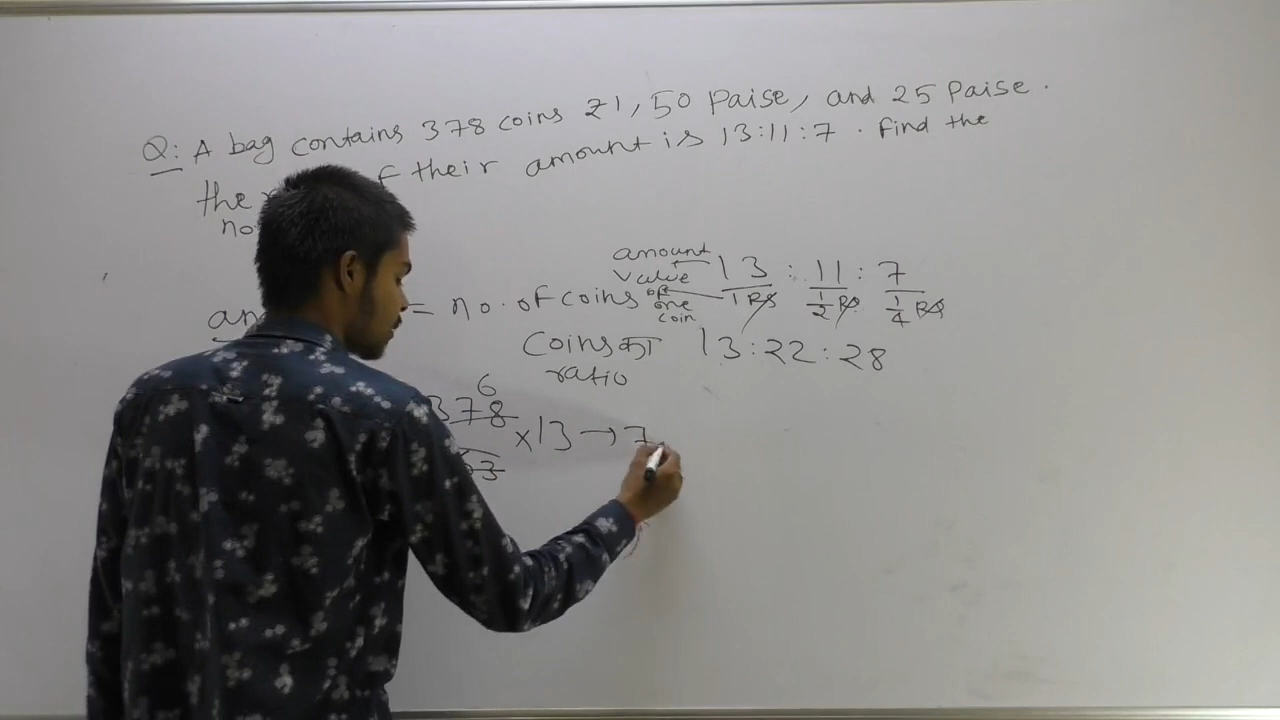 Q: A bag contains 378 coins ₹1, 50 Paise, and 25 Paise.
the their amount is 13:11:7. Find the
no.
amount 13 : 11 : 7
value of one coin 1 Rs 1/2 Rs 1/4 Rs
= no. of coins
Coins का ratio 13:22:28
6
378
63
×13 → 7